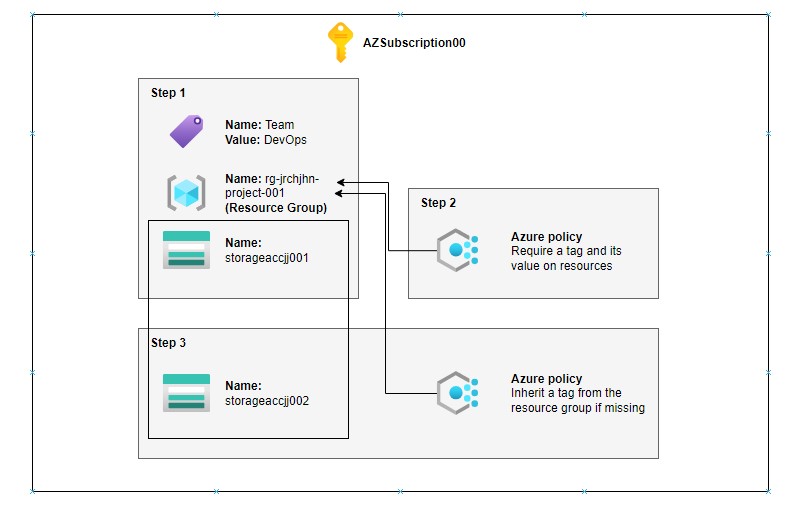 AZSubscription00
Step 1
Name: Team
Value: DevOps
Name: rg-jrchjhn-
project-001
(Resource Group)
Name:
storageaccjj001
Step 2
Azure policy
Require a tag and its
value on resources
Step 3
Name:
storageaccjj002
Azure policy
Inherit a tag from the
resource group if missing